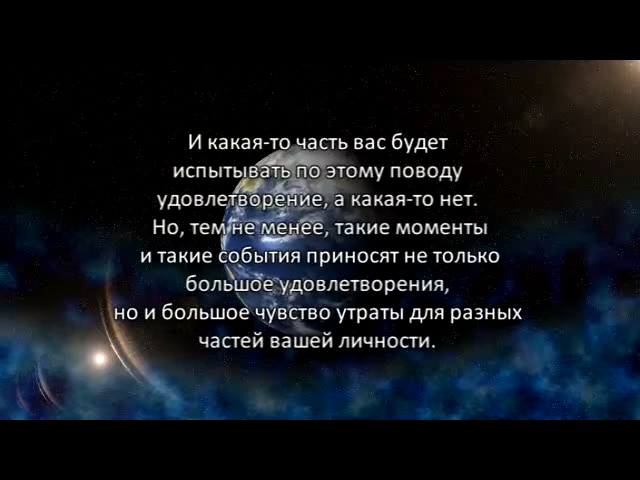 И какая-то часть вас будет
испытывать по этому поводу
удовлетворение, а какая-то нет.
Но, тем не менее, такие моменты
и такие события приносят не только
большое удовлетворения,
но и большое чувство утраты для разных
частей вашей личности.